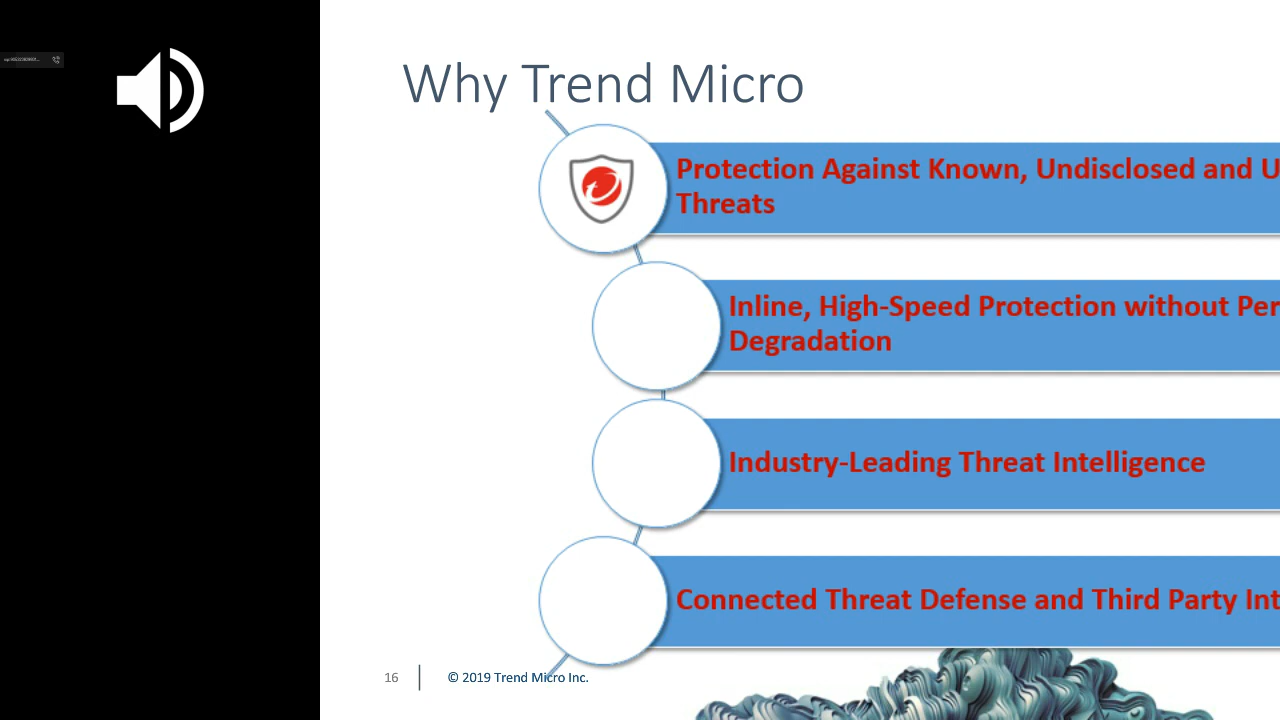 Why Trend Micro
Protection Against Known, Undisclosed and U
Threats
Inline, High-Speed Protection without Per
Degradation
Industry-Leading Threat Intelligence
Connected Threat Defense and Third Party Int
16
© 2019 Trend Micro Inc.